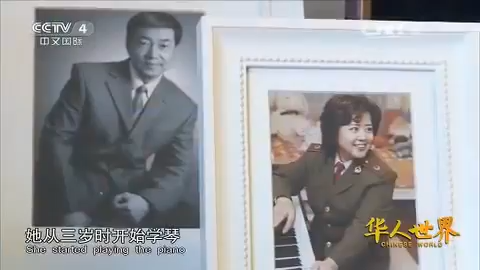 CCTV 4
中文国际
她从三岁时开始学琴
She started playing the piano
华人世界
CHINESE WORLD